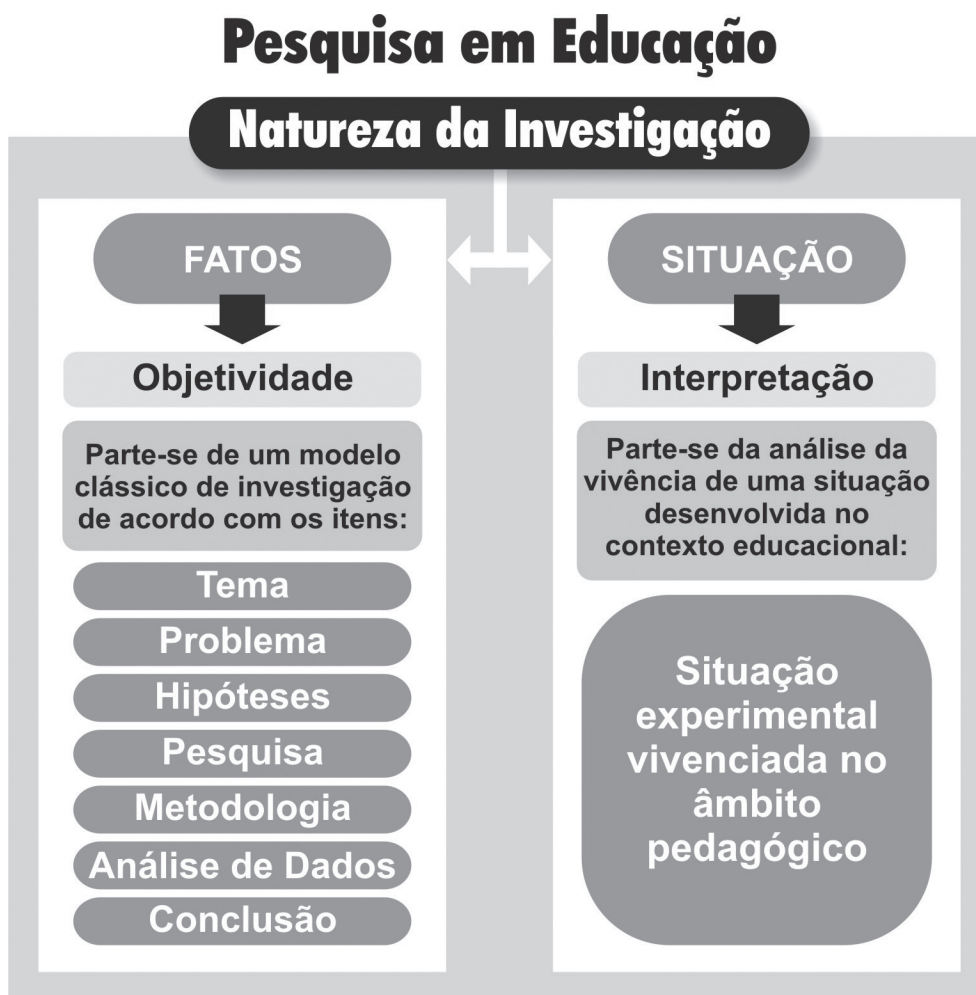 Pesquisa em Educação
Natureza da Investigação
FATOS
Objetividade
Parte-se de um modelo
clássico de investigação
de acordo com os itens:
Tema
Problema
Hipóteses
Pesquisa
Metodologia
Análise de Dados
Conclusão
SITUAÇÃO
Interpretação
Parte-se da análise da
vivência de uma situação
desenvolvida no
contexto educacional:
Situação
experimental
vivenciada no
âmbito
pedagógico